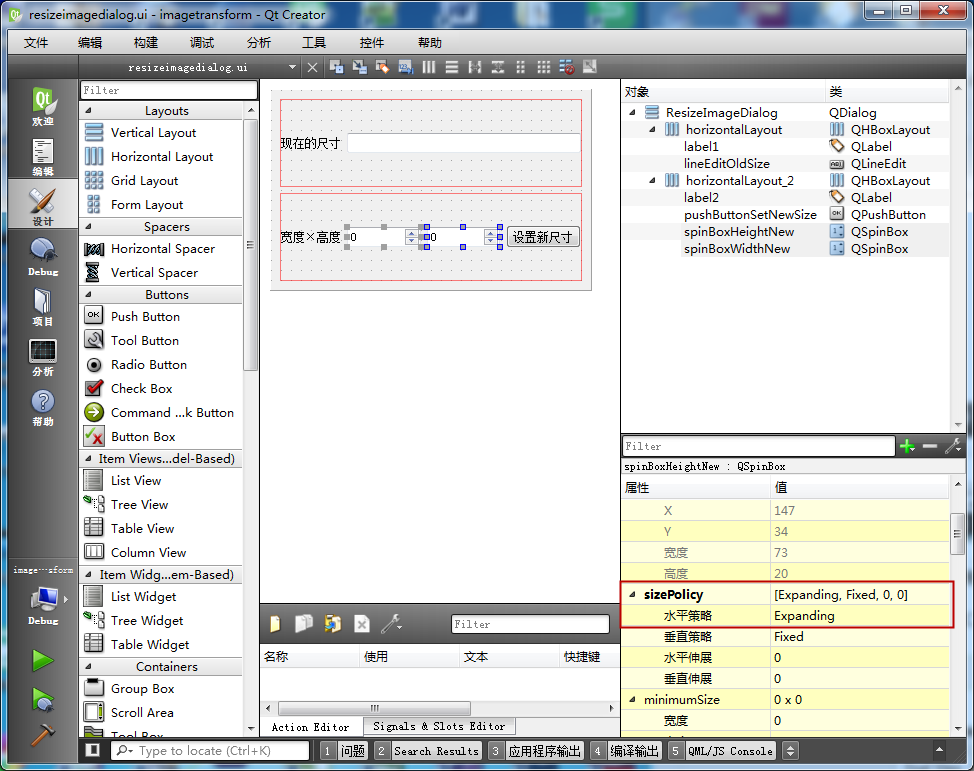 resizeimagedialog.ui - imagetransform - Qt Creator
文件 编辑 构建 调试 分析 工具 控件 帮助
resizeimagedialog.ui
欢迎
编辑
设计
Debug
项目
分析
帮助
image…sform
Debug
Filter
Layouts
Vertical Layout
Horizontal Layout
Grid Layout
Form Layout
Spacers
Horizontal Spacer
Vertical Spacer
Buttons
OK Push Button
Tool Button
Radio Button
Check Box
Command ...k Button
Button Box
Item Views...del-Based)
List View
Tree View
Table View
Column View
Item Widg...em-Based)
List Widget
Tree Widget
Table Widget
Containers
Group Box
Scroll Area
Tool Box
现在的尺寸
宽度×高度 0 0 设置新尺寸
Filter
名称 使用 文本 快捷键
Action Editor Signals & Slots Editor
对象 类
ResizeImageDialog QDialog
horizontalLayout QHBoxLayout
label1 QLabel
lineEditOldSize QLineEdit
horizontalLayout_2 QHBoxLayout
label2 QLabel
pushButtonSetNewSize OK QPushButton
spinBoxHeightNew QSpinBox
spinBoxWidthNew QSpinBox
Filter
spinBoxHeightNew : QSpinBox
属性 值
X 147
Y 34
宽度 73
高度 20
sizePolicy [Expanding, Fixed, 0, 0]
水平策略 Expanding
垂直策略 Fixed
水平伸展 0
垂直伸展 0
minimumSize 0 x 0
宽度 0
Type to locate (Ctrl+K) 1 问题 2 Search Results 3 应用程序输出 4 编译输出 5 QML/JS Console